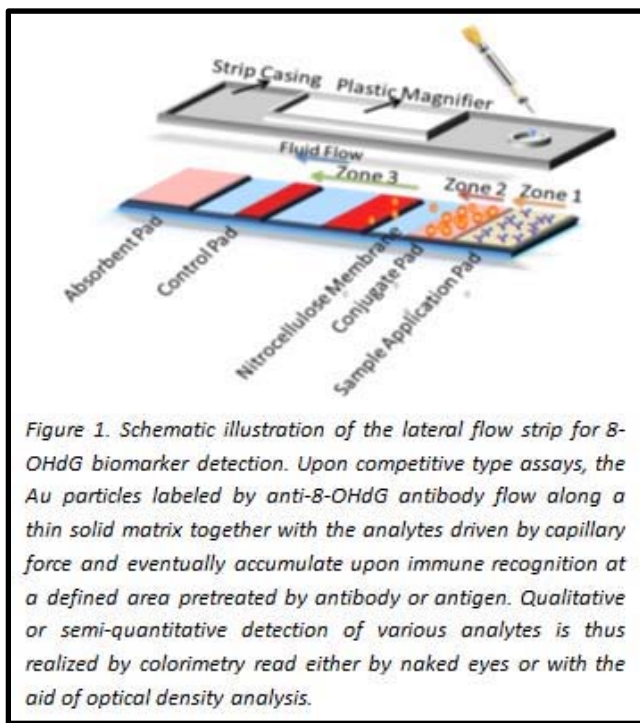 Strip Casing
Plastic Magnifier
Fluid Flow
Zone 3
Zone 2
Zone 1
Absorbent Pad
Control Pad
Nitrocellulose Membrane
Conjugate Pad
Sample Application Pad
Figure 1. Schematic illustration of the lateral flow strip for 8-
OHdG biomarker detection. Upon competitive type assays, the
Au particles labeled by anti-8-OHdG antibody flow along a
thin solid matrix together with the analytes driven by capillary
force and eventually accumulate upon immune recognition at
a defined area pretreated by antibody or antigen. Qualitative
or semi-quantitative detection of various analytes is thus
realized by colorimetry read either by naked eyes or with the
aid of optical density analysis.